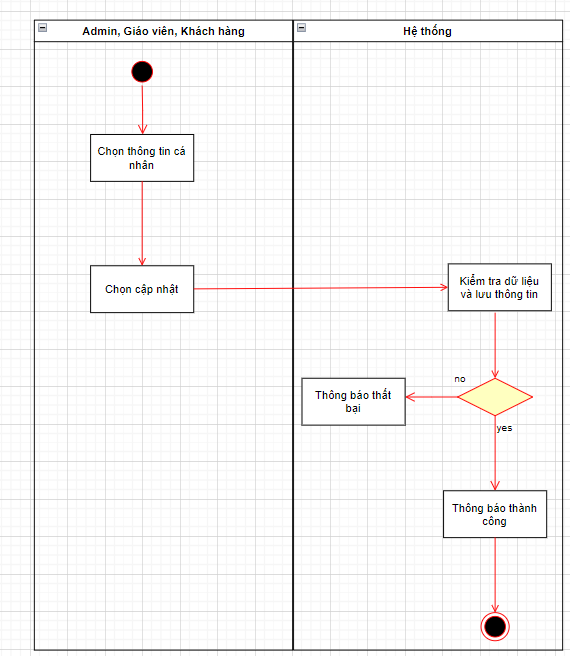 Admin, Giáo viên, Khách hàng
Hệ thống
Chọn thông tin cá
nhân
Chọn cập nhật
Kiểm tra dữ liệu
và lưu thông tin
no
Thông báo thất
bại
yes
Thông báo thành
công